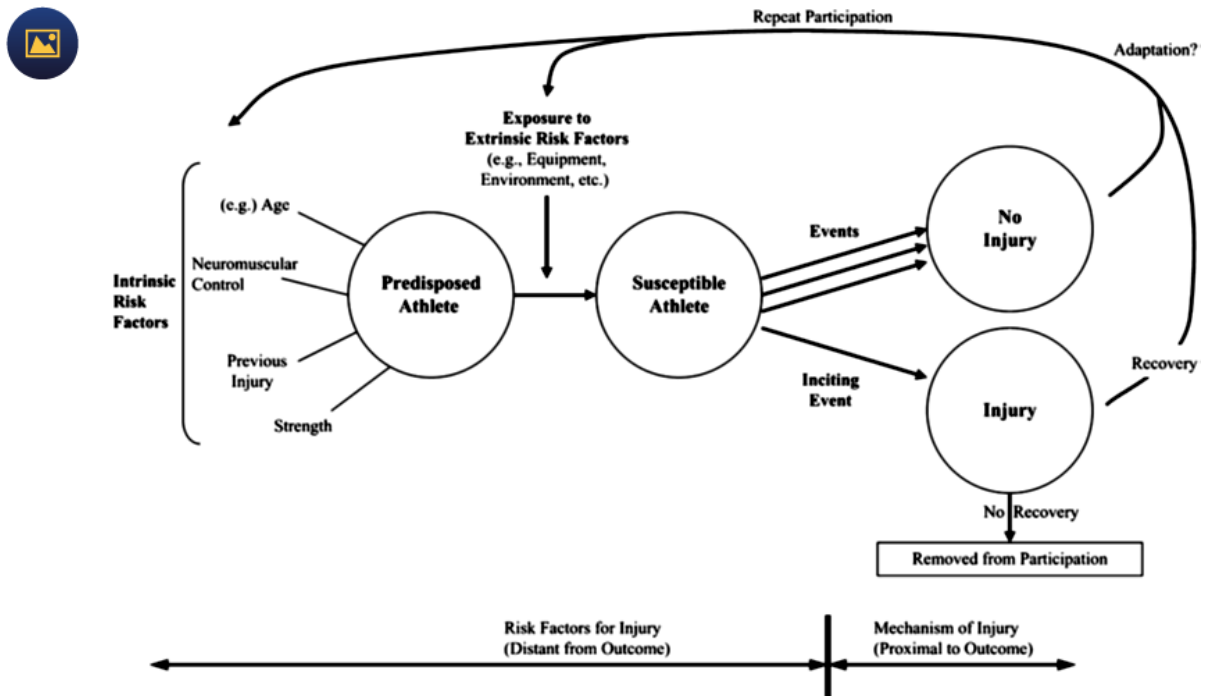 Repeat Participation
Adaptation?
Exposure to
Extrinsic Risk Factors
(e.g., Equipment,
Environment, etc.)
(e.g.) Age
Neuromuscular
Control
Intrinsic
Risk
Factors
Previous
Injury
Strength
Predisposed
Athlete
Susceptible
Athlete
Events
No
Injury
Inciting
Event
Injury
Recovery
No Recovery
Removed from Participation
Risk Factors for Injury
(Distant from Outcome)
Mechanism of Injury
(Proximal to Outcome)